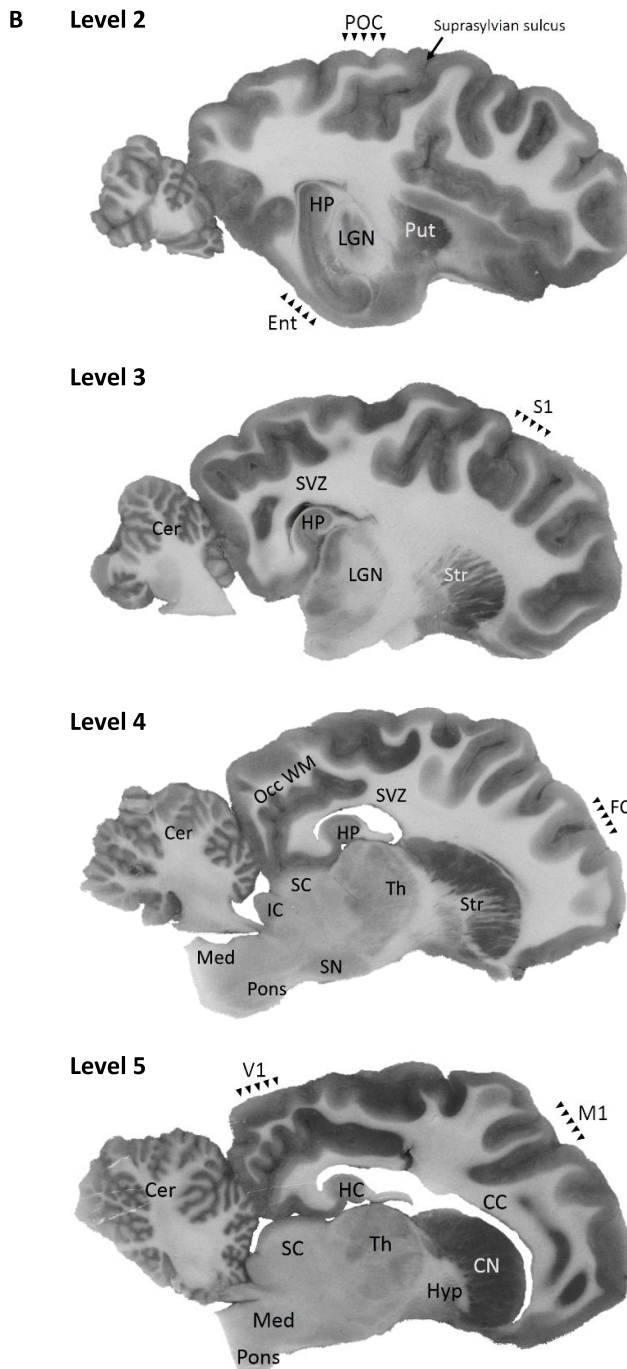 B Level 2
POC
Suprasylvian sulcus
HP
LGN
Put
Ent
Level 3
S1
SVZ
Cer
HP
LGN
Str
Level 4
Occ WM
SVZ
FC
Cer
HP
SC
Th
Str
IC
Med
SN
Pons
Level 5
V1
M1
Cer
HC
CC
SC
Th
CN
Hyp
Med
Pons